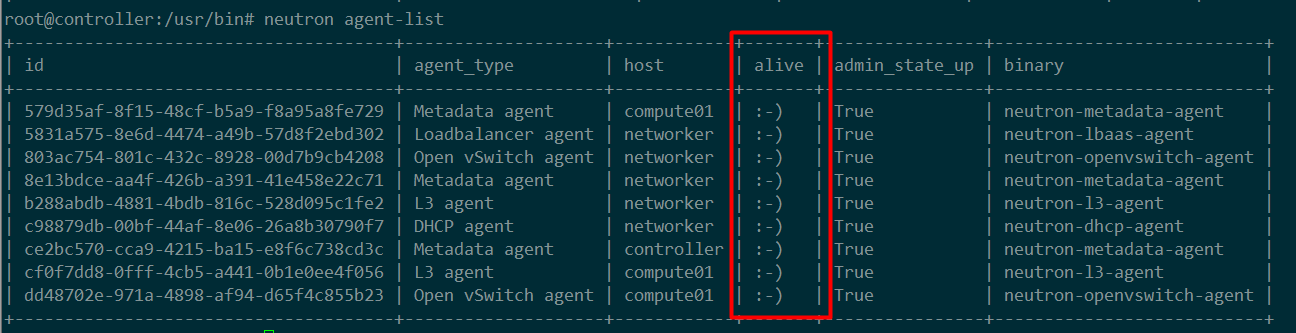 root@controller:/usr/bin# neutron agent-list
+--------------------------------------+--------------------+------------+-------+----------------+---------------------------+
| id                                   | agent_type         | host       | alive | admin_state_up | binary                    |
+--------------------------------------+--------------------+------------+-------+----------------+---------------------------+
| 579d35af-8f15-48cf-b5a9-f8a95a8fe729 | Metadata agent     | compute01  | :-)   | True           | neutron-metadata-agent    |
| 5831a575-8e6d-4474-a49b-57d8f2ebd302 | Loadbalancer agent | networker  | :-)   | True           | neutron-lbaas-agent       |
| 803ac754-801c-432c-8928-00d7b9cb4208 | Open vSwitch agent | networker  | :-)   | True           | neutron-openvswitch-agent |
| 8e13bdce-aa4f-426b-a391-41e458e22c71 | Metadata agent     | networker  | :-)   | True           | neutron-metadata-agent    |
| b288abdb-4881-4bdb-816c-528d095c1fe2 | L3 agent           | networker  | :-)   | True           | neutron-l3-agent          |
| c98879db-00bf-44af-8e06-26a8b30790f7 | DHCP agent         | networker  | :-)   | True           | neutron-dhcp-agent        |
| ce2bc570-cca9-4215-ba15-e8f6c738cd3c | Metadata agent     | controller | :-)   | True           | neutron-metadata-agent    |
| cf0f7dd8-0fff-4cb5-a441-0b1e0ee4f056 | L3 agent           | compute01  | :-)   | True           | neutron-l3-agent          |
| dd48702e-971a-4898-af94-d65f4c855b23 | Open vSwitch agent | compute01  | :-)   | True           | neutron-openvswitch-agent |
+--------------------------------------+--------------------+------------+-------+----------------+---------------------------+